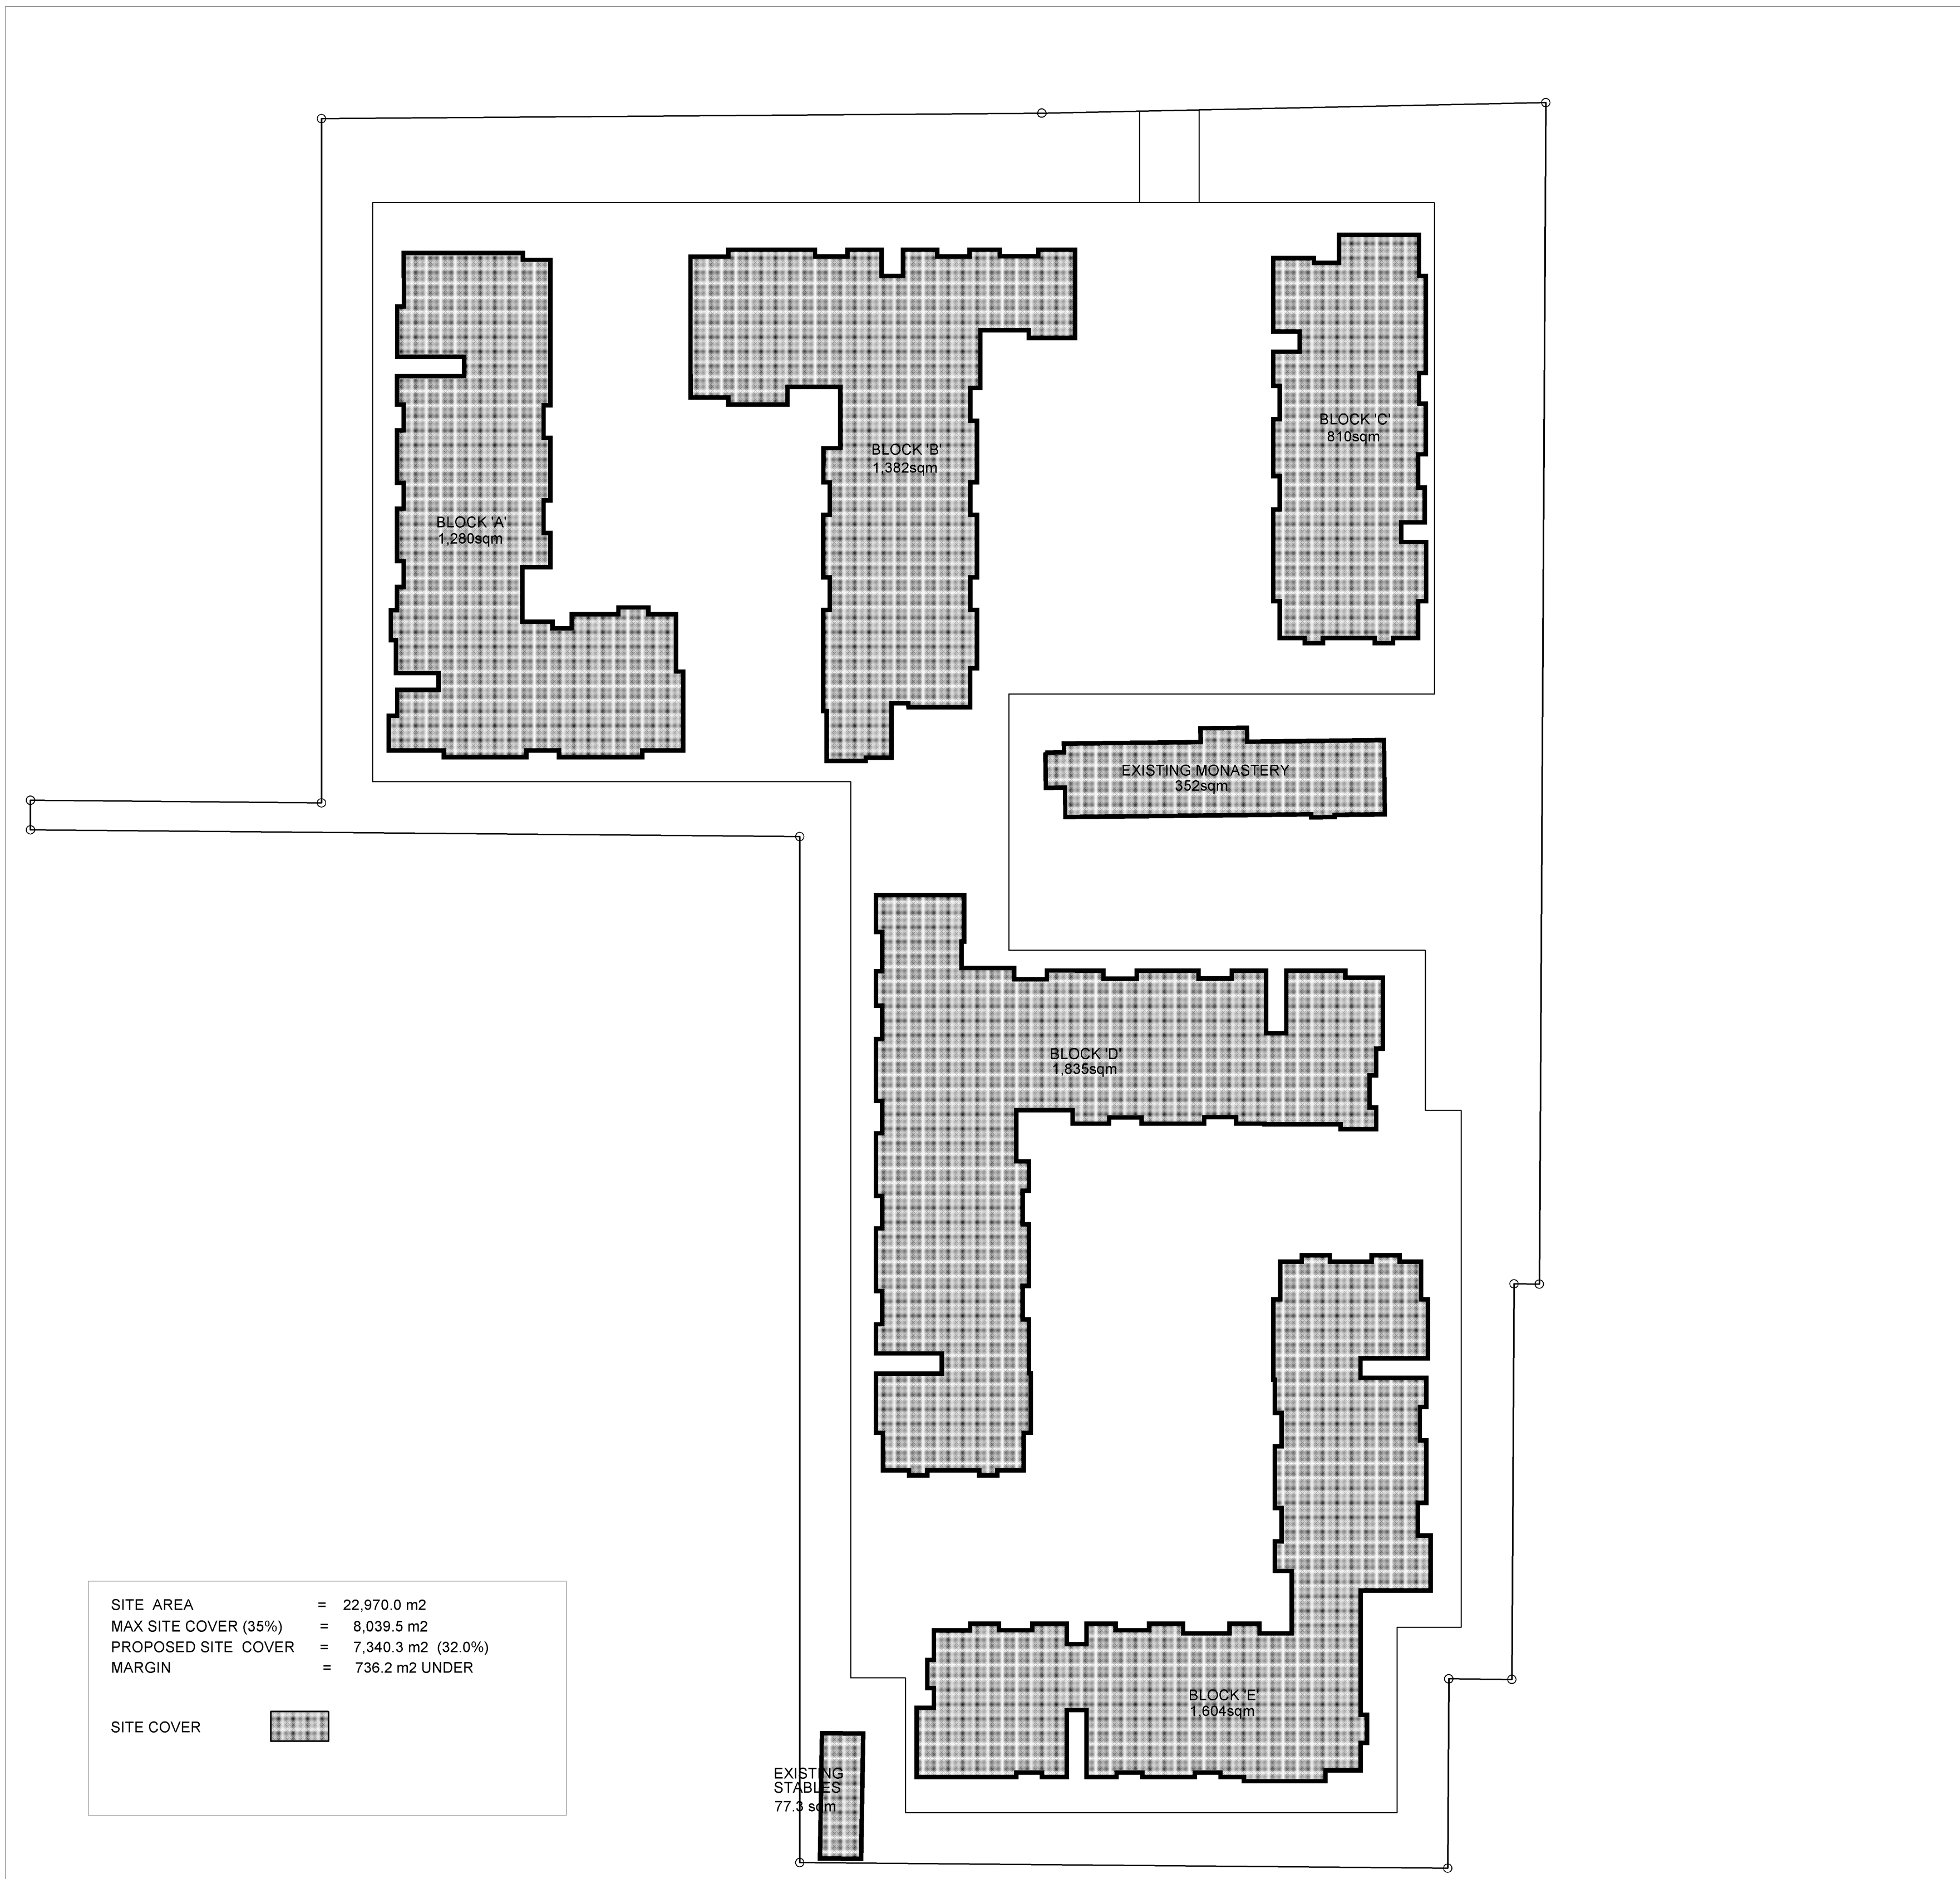 BLOCK 'A'
1,280sqm
BLOCK 'B'
1,382sqm
BLOCK 'C'
810sqm
EXISTING MONASTERY
352sqm
BLOCK 'D'
1,835sqm
BLOCK 'E'
1,604sqm
EXISTING
STABLES
77.3 sqm
SITE AREA = 22,970.0 m2
MAX SITE COVER (35%) = 8,039.5 m2
PROPOSED SITE COVER = 7,340.3 m2 (32.0%)
MARGIN = 736.2 m2 UNDER
SITE COVER